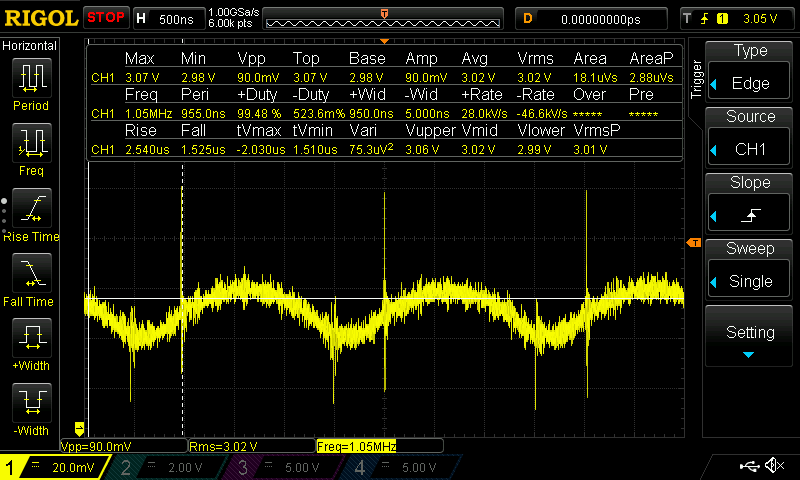 RIGOL STOP H 500ns 1.00GSa/s 6.00k pts D 0.00000000ps T 1 3.05 V
Horizontal
Period
Freq
Rise Time
Fall Time
+Width
-Width
Max Min Vpp Top Base Amp Avg Vrms Area AreaP
CH1 3.07 V 2.98 V 90.0mV 3.07 V 2.98 V 90.0mV 3.02 V 3.02 V 18.1uVs 2.88uVs
Freq Peri +Duty -Duty +Wid -Wid +Rate -Rate Over Pre
CH1 1.05MHz 955.0ns 99.48 % 523.6m% 950.0ns 5.000ns 28.0kV/s -46.6kV/s ***** *****
Rise Fall tVmax tVmin Vari Vupper Vmid Vlower VrmsP
CH1 2.540us 1.525us -2.030us 1.510us 75.3uV² 3.06 V 3.02 V 2.99 V 3.01 V
T
T
Trigger
Type
Edge
Source
CH1
Slope
Sweep
Single
Setting
Vpp=90.0mV Rms=3.02 V Freq=1.05MHz
1 20.0mV 2 2.00 V 3 5.00 V 4 5.00 V